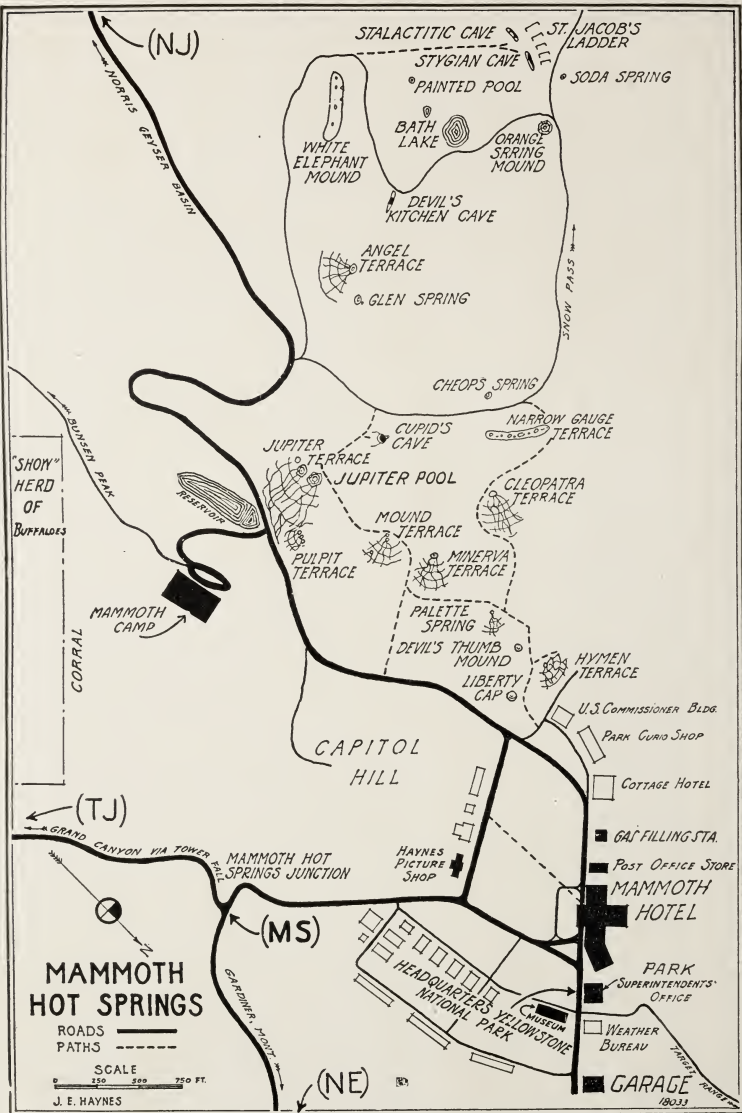 (NJ)
NORRIS GEYSER BASIN
STALACTITIC CAVE
ST. JACOB'S
LADDER
STYGIAN CAVE
PAINTED POOL
SODA SPRING
BATH
LAKE
WHITE
ELEPHANT
MOUND
ORANGE
SRRING
MOUND
DEVIL'S
KITCHEN CAVE
ANGEL
TERRACE
GLEN SPRING
SNOW PASS
CHEOPS SPRING
BUNSEN PEAK
CUPID'S
CAVE
NARROW GAUGE
TERRACE
"SHOW"
HERD
OF
BUFFALOES
JUPITER
TERRACE
JUPITER POOL
RESERVOIR
CLEOPATRA
TERRACE
MOUND
TERRACE
PULPIT
TERRACE
MINERVA
TERRACE
MAMMOTH
CAMP
CORRAL
PALETTE
SPRING
DEVIL'S THUMB
MOUND
HYMEN
TERRACE
LIBERTY
CAP
U.S. COMMISSIONER BLDG.
PARK CURIO SHOP
CAPITOL
HILL
COTTAGE HOTEL
(TJ)
GRAND CANYON VIA TOWER FALL
GAS FILLING STA.
HAYNES
PICTURE
SHOP
POST OFFICE STORE
MAMMOTH HOT
SPRINGS JUNCTION
MAMMOTH
HOTEL
(MS)
N
HEADQUARTERS YELLOWSTONE
NATIONAL PARK
PARK
SUPERINTENDENTS'
OFFICE
MUSEUM
WEATHER
BUREAU
TARGET RANGE
GARDINER, MONT.
MAMMOTH
HOT SPRINGS
ROADS
PATHS
SCALE
0 250 500 750 FT.
J. E. HAYNES
(NE)
GARAGE
18033